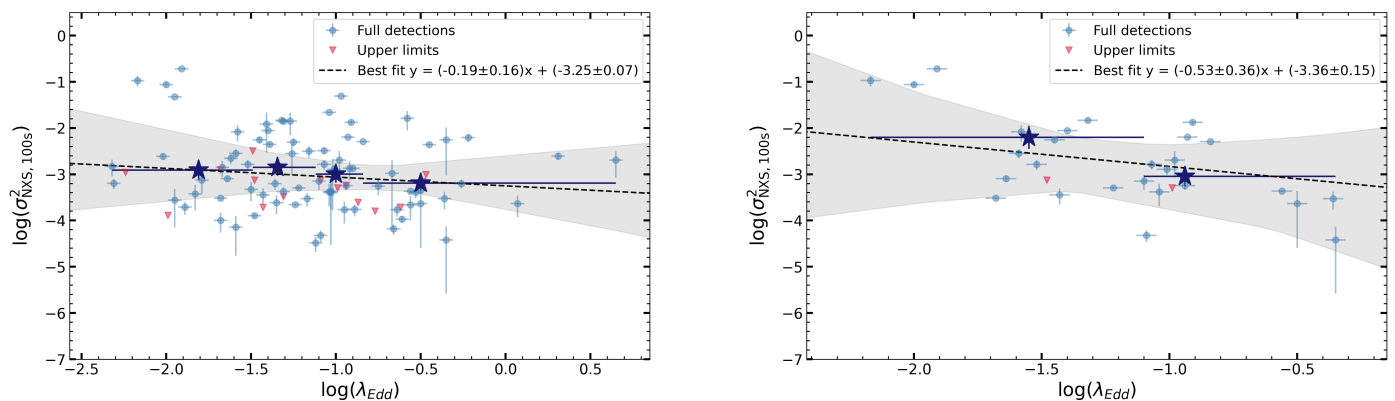 Full detections
Upper limits
Best fit y = (-0.19±0.16)x + (-3.25±0.07)
0
−1
−2
−3
−4
−5
−6
−7
log(σ²NXS, 100s)
−2.5 −2.0 −1.5 −1.0 −0.5 0.0 0.5
log(λEdd)
Full detections
Upper limits
Best fit y = (-0.53±0.36)x + (-3.36±0.15)
0
−1
−2
−3
−4
−5
−6
−7
log(σ²NXS, 100s)
−2.0 −1.5 −1.0 −0.5
log(λEdd)